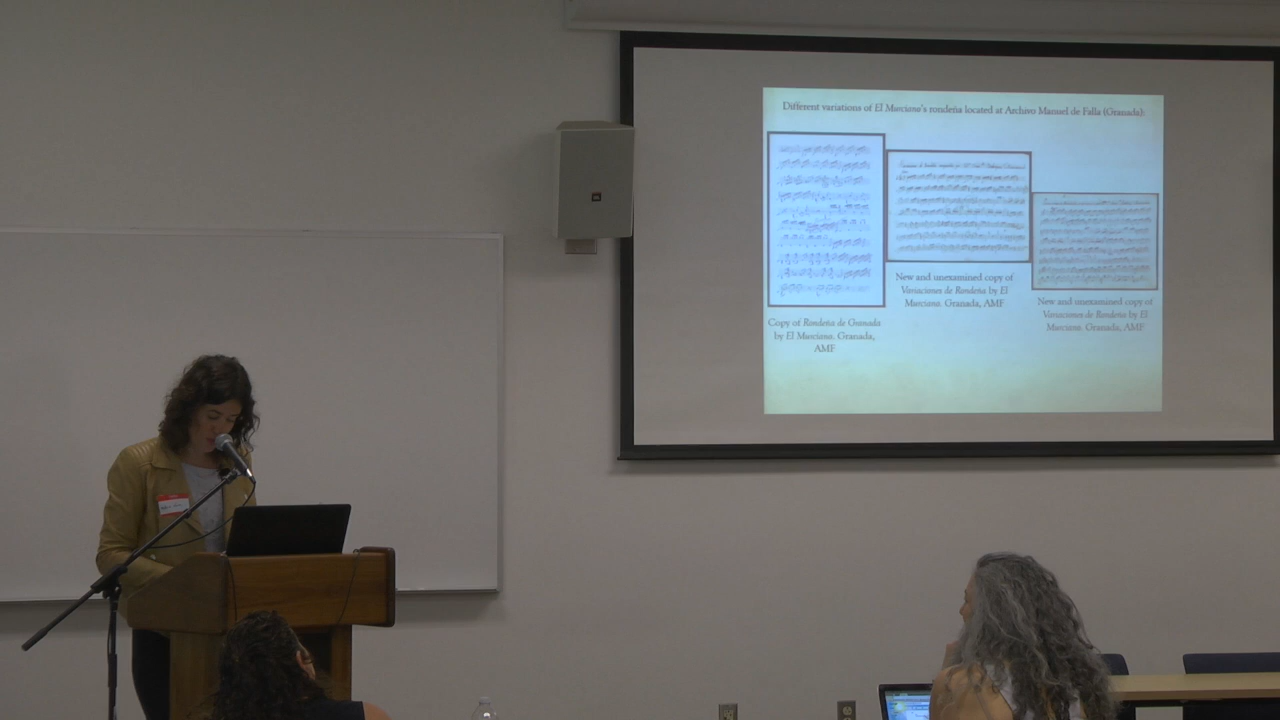 Different variations of El Murciano's rondeña located at Archivo Manuel de Falla (Granada):
New and unexamined copy of
Variaciones de Rondeña by El
Murciano. Granada, AMF
New and unexamined copy of
Variaciones de Rondeña by El
Murciano. Granada, AMF
Copy of Rondeña de Granada
by El Murciano. Granada,
AMF